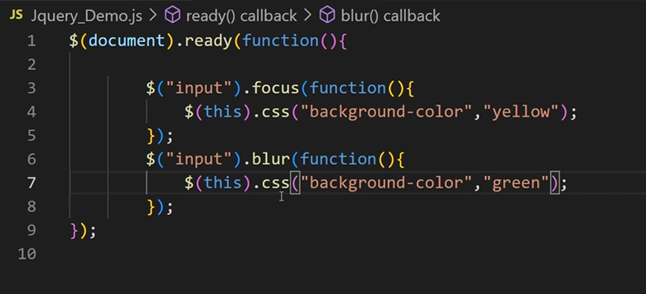 JS Jquery_Demo.js > ready() callback > blur() callback
1 $(document).ready(function(){
2
3 $("input").focus(function(){
4 $(this).css("background-color","yellow");
5 });
6 $("input").blur(function(){
7 $(this).css("background-color","green");
8 });
9 });
10